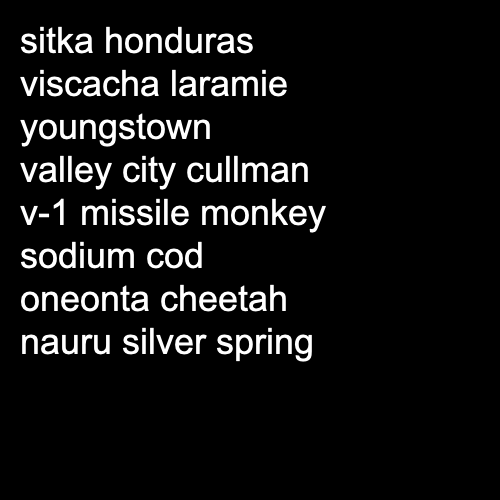 sitka honduras
viscacha laramie
youngstown
valley city cullman
v-1 missile monkey
sodium cod
oneonta cheetah
nauru silver spring